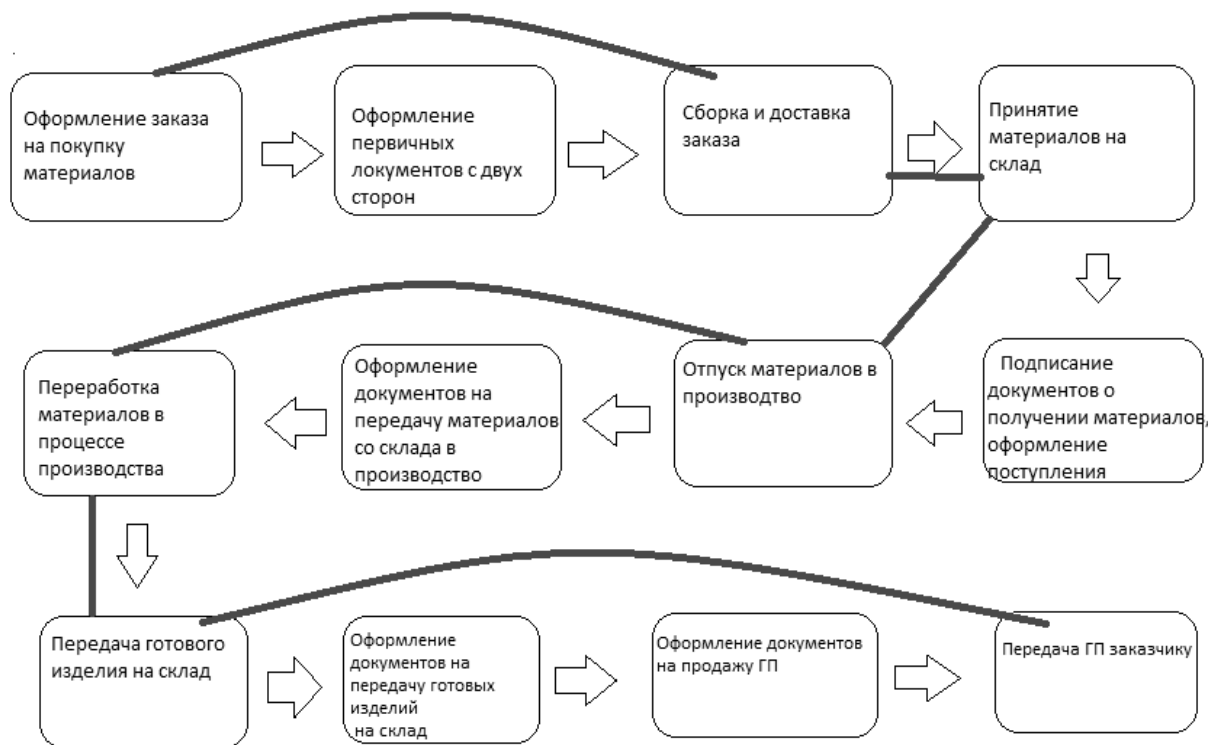 Оформление заказа
на покупку
материалов
Оформление
первичных
локументов с двух
сторон
Сборка и доставка
заказа
Принятие
материалов на
склад
Подписание
документов о
получении материалов,
оформление
поступления
Отпуск материалов в
производтво
Оформление
документов на
передачу материалов
со склада в
производство
Переработка
материалов в
процессе
производства
Передача готового
изделия на склад
Оформление
документов на
передачу готовых
изделий
на склад
Оформление документов
на продажу ГП
Передача ГП заказчику